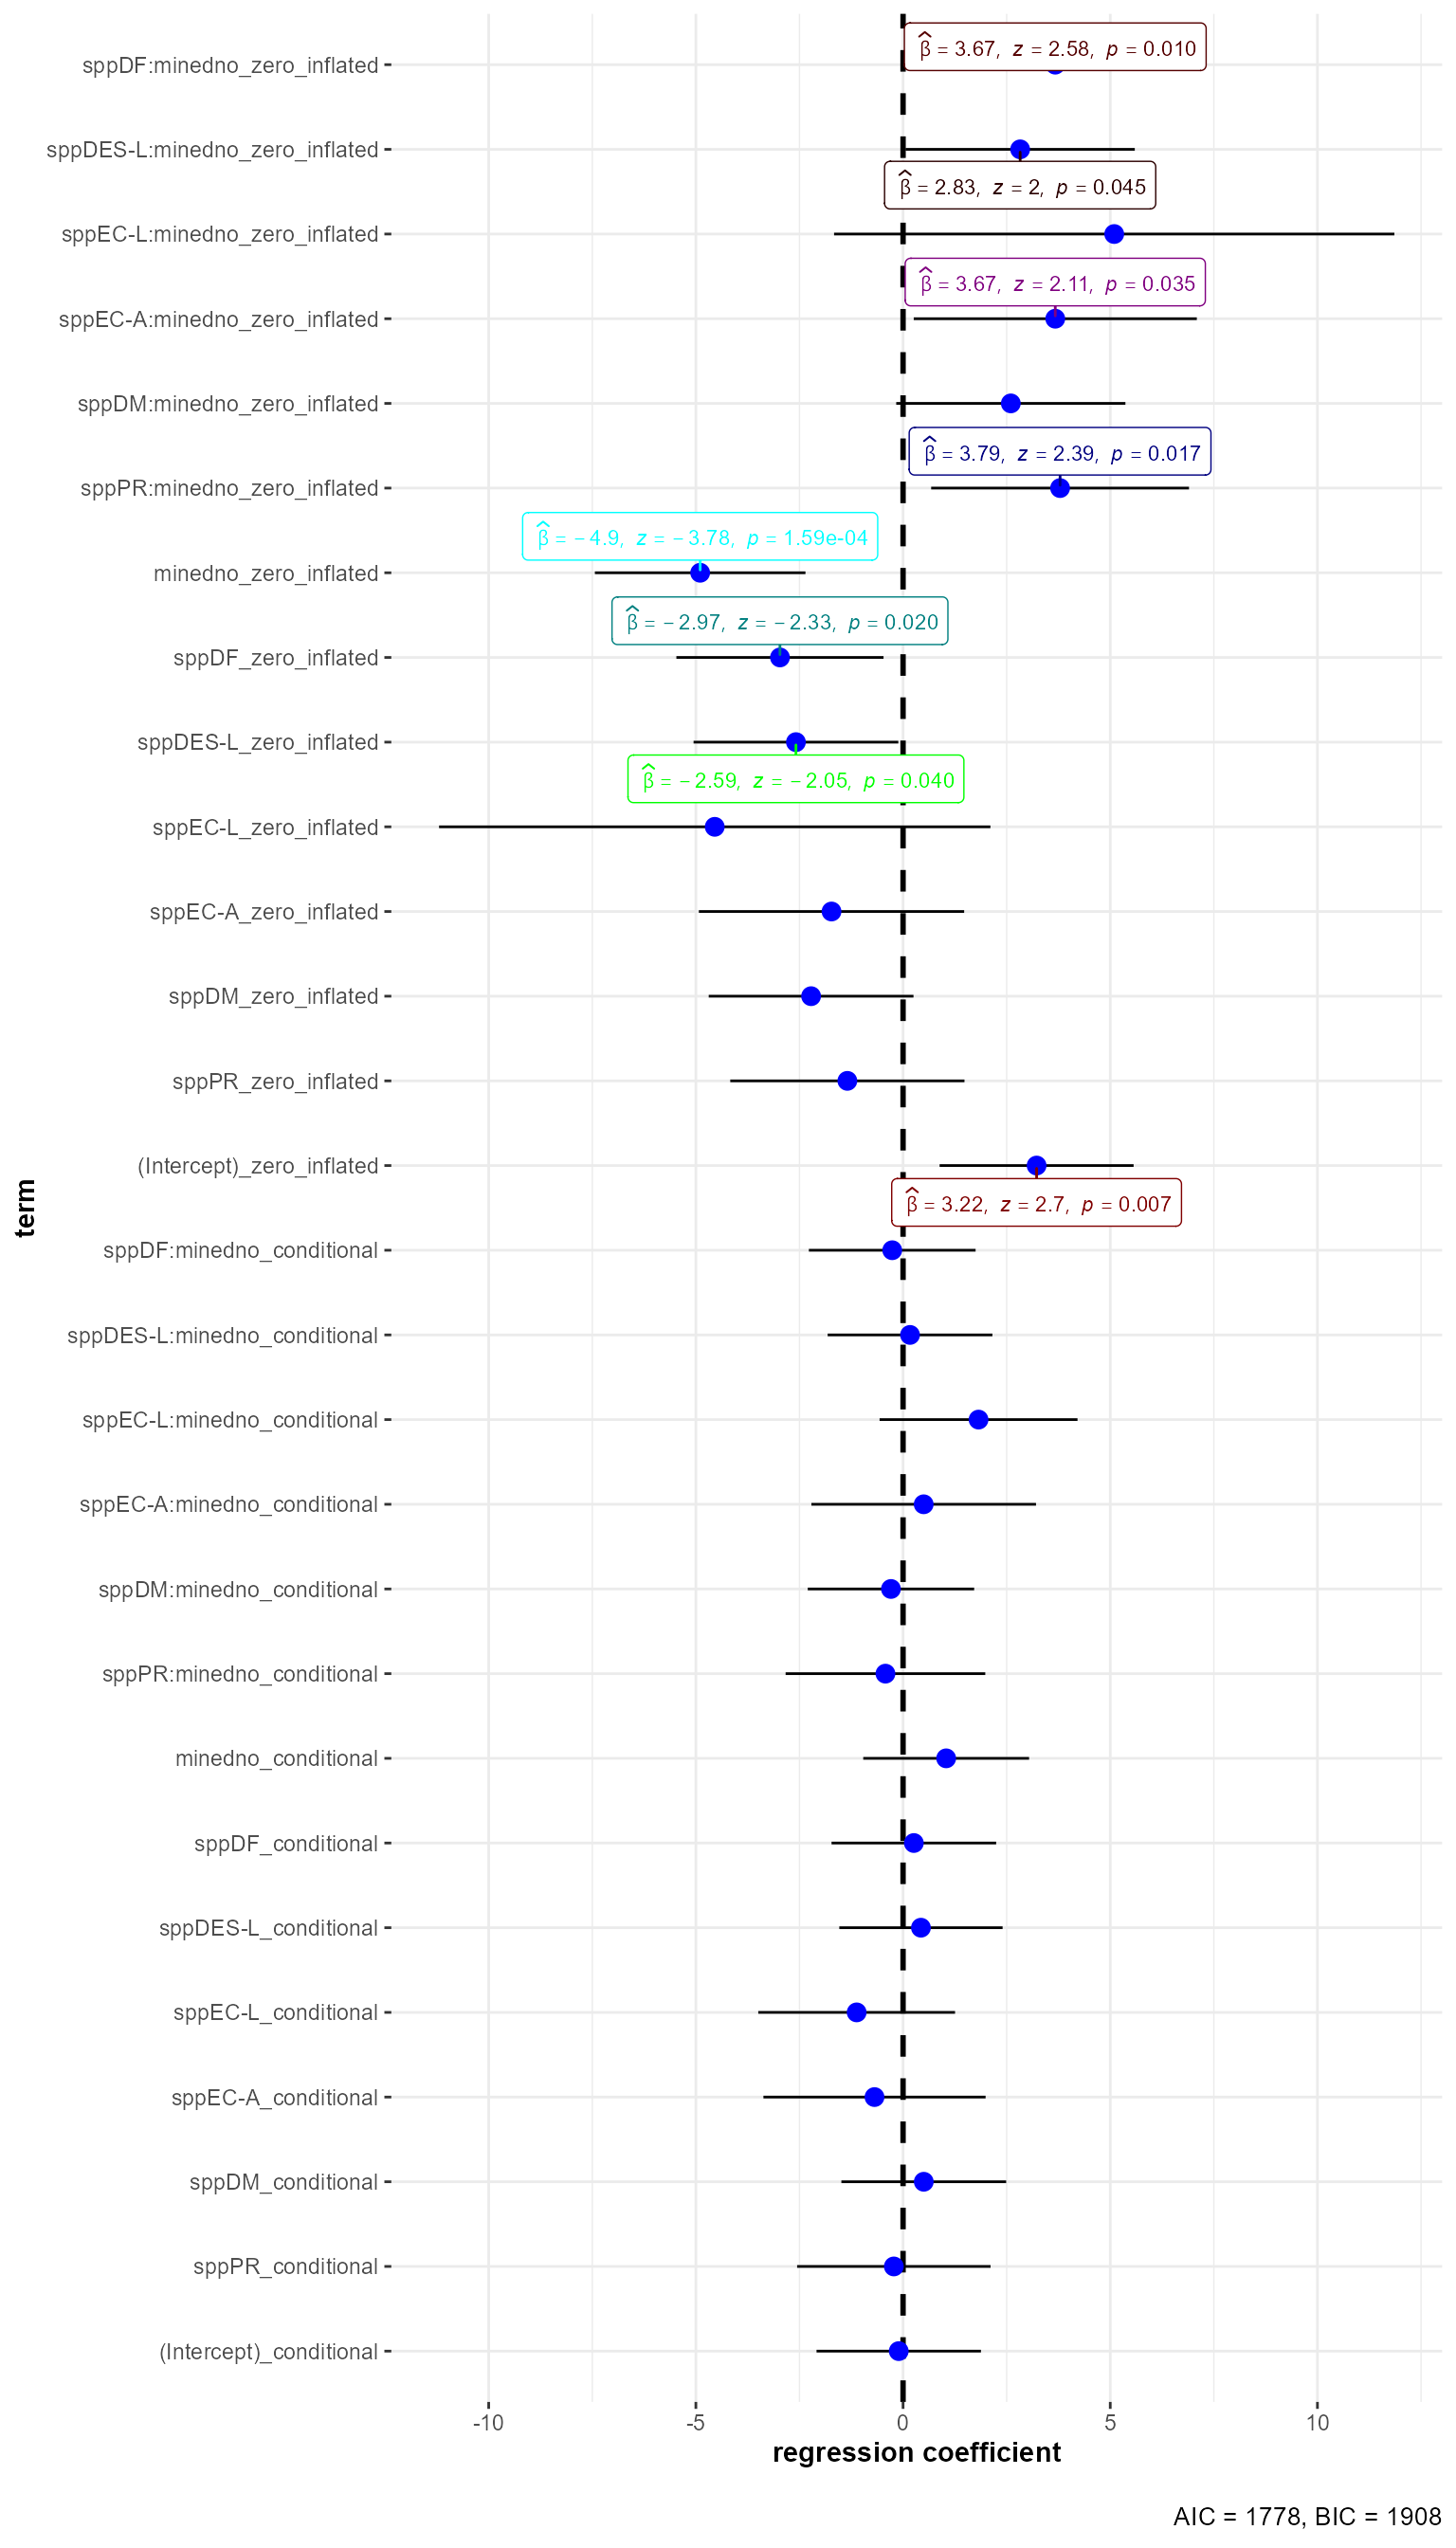 sppDF:minedno_zero_inflated
β̂ = 3.67, z = 2.58, p = 0.010
sppDES-L:minedno_zero_inflated
β̂ = 2.83, z = 2, p = 0.045
sppEC-L:minedno_zero_inflated
β̂ = 3.67, z = 2.11, p = 0.035
sppEC-A:minedno_zero_inflated
sppDM:minedno_zero_inflated
β̂ = 3.79, z = 2.39, p = 0.017
sppPR:minedno_zero_inflated
β̂ = − 4.9, z = − 3.78, p = 1.59e-04
minedno_zero_inflated
β̂ = − 2.97, z = − 2.33, p = 0.020
sppDF_zero_inflated
sppDES-L_zero_inflated
β̂ = − 2.59, z = − 2.05, p = 0.040
sppEC-L_zero_inflated
sppEC-A_zero_inflated
sppDM_zero_inflated
sppPR_zero_inflated
(Intercept)_zero_inflated
β̂ = 3.22, z = 2.7, p = 0.007
term
sppDF:minedno_conditional
sppDES-L:minedno_conditional
sppEC-L:minedno_conditional
sppEC-A:minedno_conditional
sppDM:minedno_conditional
sppPR:minedno_conditional
minedno_conditional
sppDF_conditional
sppDES-L_conditional
sppEC-L_conditional
sppEC-A_conditional
sppDM_conditional
sppPR_conditional
(Intercept)_conditional
-10 -5 0 5 10
regression coefficient
AIC = 1778, BIC = 1908